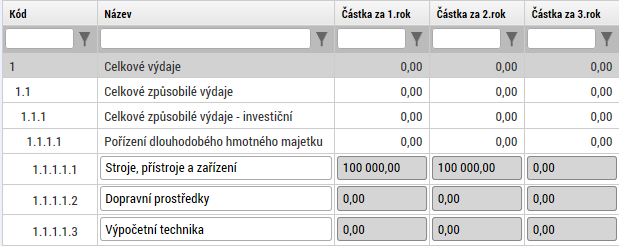 Kód Název Částka za 1.rok Částka za 2.rok Částka za 3.rok
1 Celkové výdaje 0,00 0,00 0,00
1.1 Celkové způsobilé výdaje 0,00 0,00 0,00
1.1.1 Celkové způsobilé výdaje - investiční 0,00 0,00 0,00
1.1.1.1 Pořízení dlouhodobého hmotného majetku 0,00 0,00 0,00
1.1.1.1.1 Stroje, přístroje a zařízení 100 000,00 100 000,00 0,00
1.1.1.1.2 Dopravní prostředky 0,00 0,00 0,00
1.1.1.1.3 Výpočetní technika 0,00 0,00 0,00